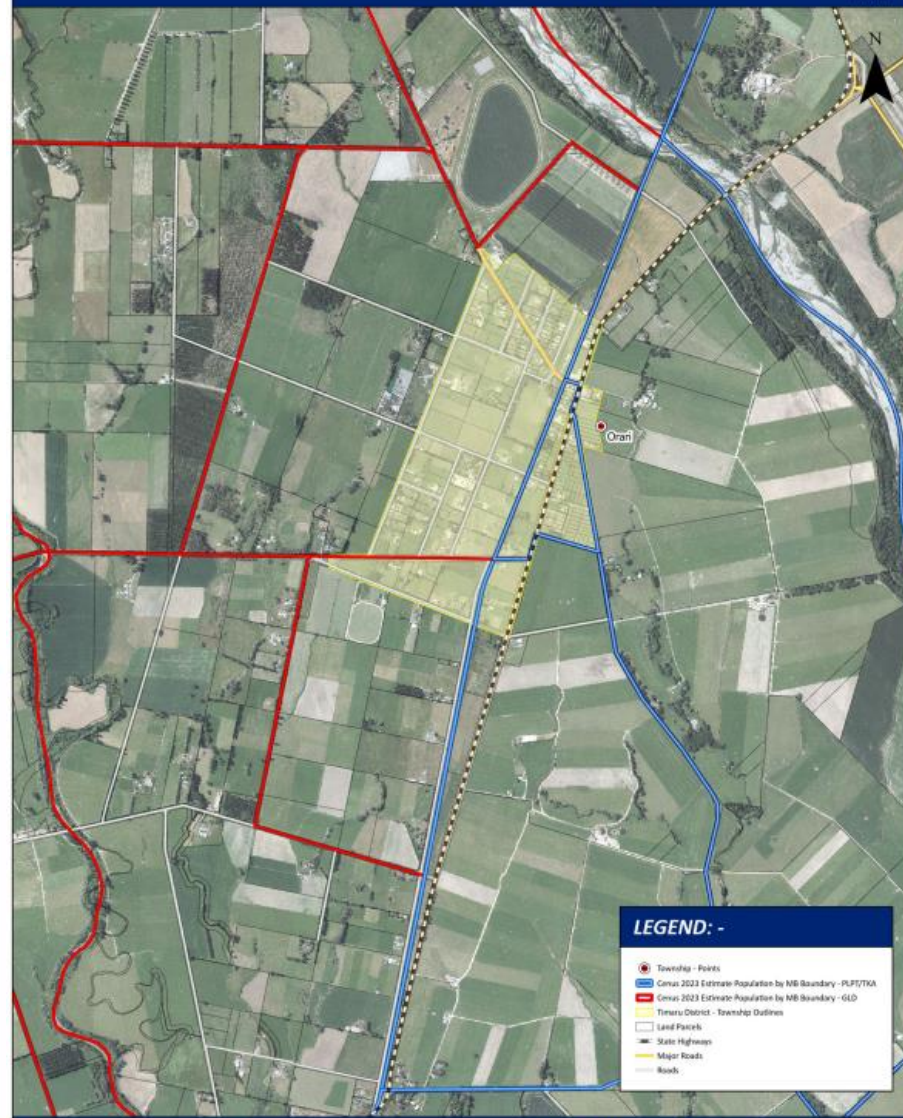 N
Orari
LEGEND: -
Township - Points
Census 2023 Estimate Population by MB Boundary - PLPT/TKA
Census 2023 Estimate Population by MB Boundary - GLD
Timaru District - Township Outlines
Land Parcels
State Highways
Major Roads
Roads